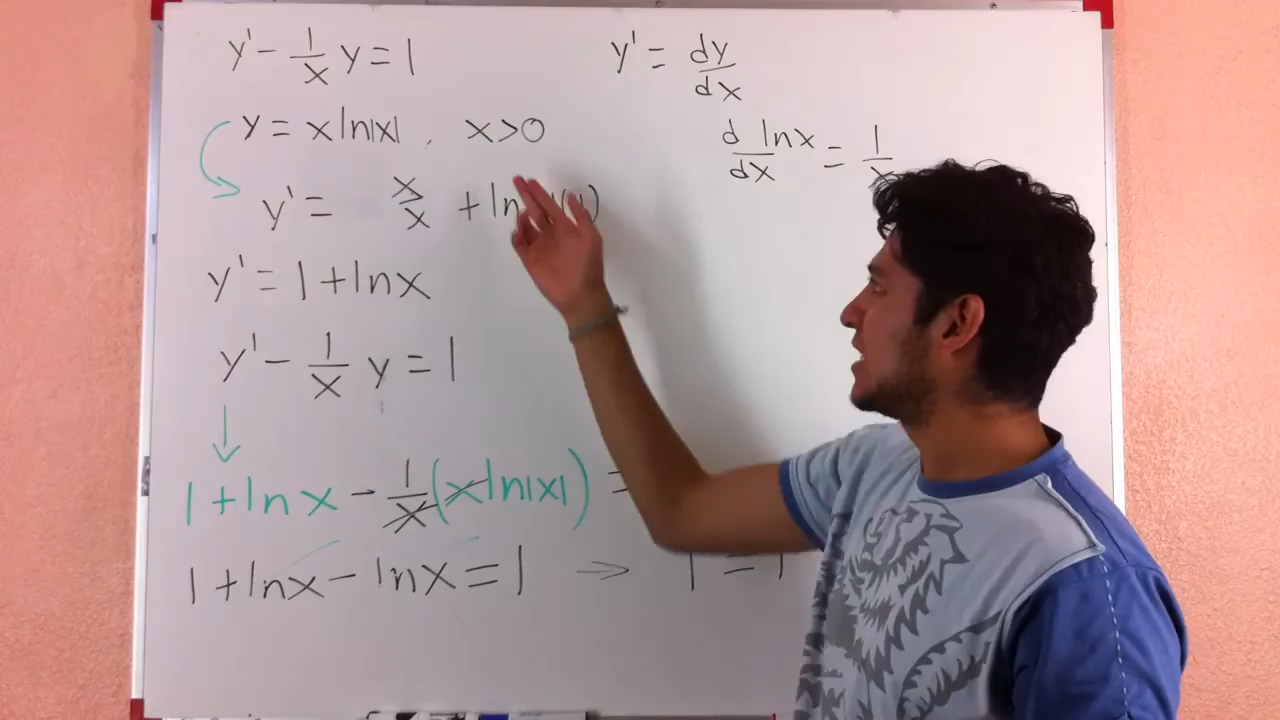 y' - 1/x y = 1
y = x ln|x| , x>0
y' = x/x + ln
y' = 1 + lnx
y' - 1/x y = 1
1 + ln x - 1/x (x ln|x|) =
1 + lnx - lnx = 1 → 1 = 1
y' = dy/dx
d/dx lnx = 1/x